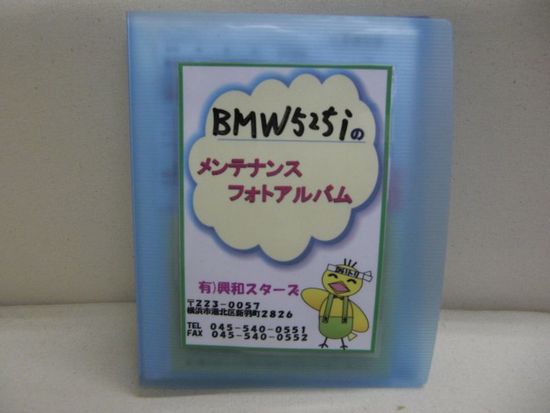 BMW525iの
メンテナンス
フォトアルバム
有)興和スターズ
〒223-0057
横浜市港北区新羽町2826
TEL 045-540-0551
FAX 045-540-0552